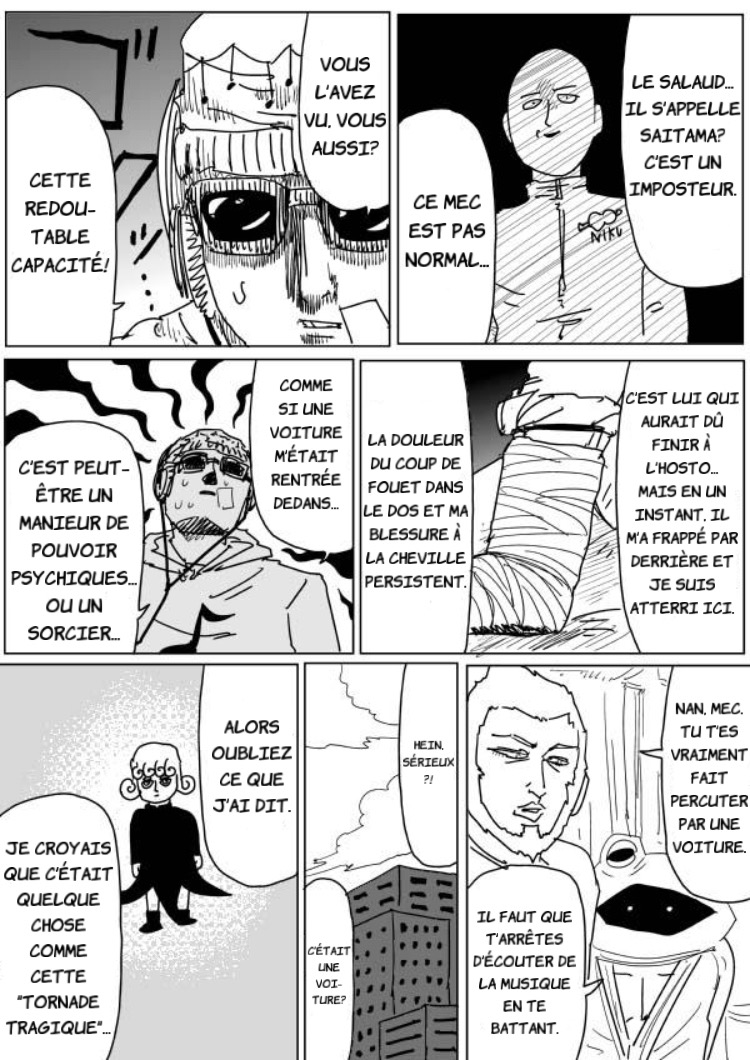 LE SALAUD...
IL S'APPELLE
SAITAMA?
C'EST UN
IMPOSTEUR.
NIKU
CE MEC
EST PAS
NORMAL...
VOUS
L'AVEZ
VU, VOUS
AUSSI?
CETTE
REDOU-
TABLE
CAPACITÉ!
C'EST LUI QUI
AURAIT DÛ
FINIR À
L'HOSTO...
MAIS EN UN
INSTANT, IL
M'A FRAPPÉ PAR
DERRIÈRE ET
JE SUIS
ATTERRI ICI.
LA DOULEUR
DU COUP DE
FOUET DANS
LE DOS ET MA
BLESSURE À
LA CHEVILLE
PERSISTENT.
COMME
SI UNE
VOITURE
M'ÉTAIT
RENTRÉE
DEDANS...
C'EST PEUT-
ÊTRE UN
MANIEUR DE
POUVOIR
PSYCHIQUES...
OU UN
SORCIER...
NAN, MEC.
TU T'ES
VRAIMENT
FAIT
PERCUTER
PAR UNE
VOITURE.
IL FAUT QUE
T'ARRÊTES
D'ÉCOUTER DE
LA MUSIQUE
EN TE
BATTANT.
HEIN,
SÉRIEUX
?!
C'ÉTAIT
UNE
VOI-
TURE?
ALORS
OUBLIEZ
CE QUE
J'AI DIT.
JE CROYAIS
QUE C'ÉTAIT
QUELQUE
CHOSE
COMME
CETTE
"TORNADE
TRAGIQUE"...